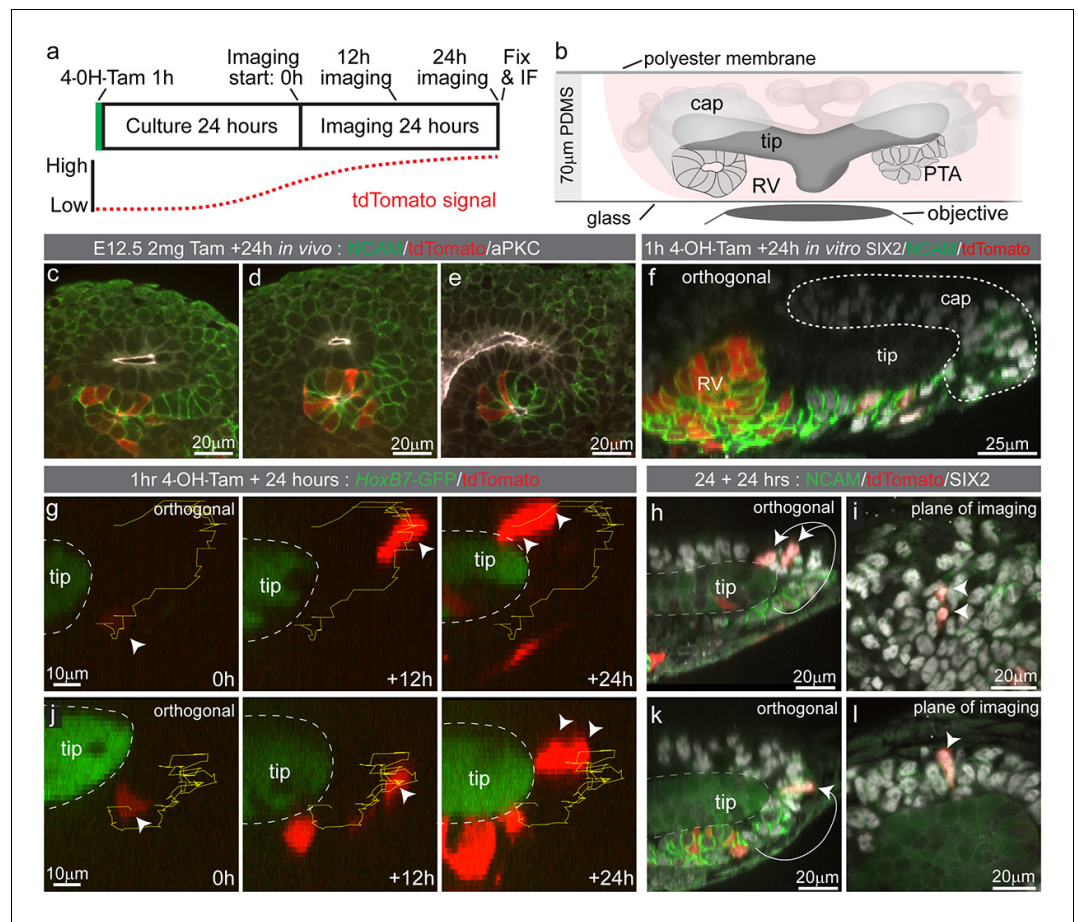 a
4-0H-Tam 1h
Imaging
start: 0h
12h
imaging
24h
imaging
Fix
& IF
Culture 24 hours
Imaging 24 hours
High
Low
tdTomato signal
b
polyester membrane
70μm PDMS
cap
tip
RV
PTA
glass
objective
E12.5 2mg Tam +24h in vivo : NCAM/tdTomato/aPKC
c
20μm
d
20μm
e
20μm
1h 4-OH-Tam +24h in vitro SIX2/NCAM/tdTomato
f
orthogonal
cap
tip
RV
25μm
1hr 4-OH-Tam + 24 hours : HoxB7-GFP/tdTomato
g
orthogonal
tip
10μm
0h
tip
+12h
tip
+24h
24 + 24 hrs : NCAM/tdTomato/SIX2
h
orthogonal
tip
20μm
i
plane of imaging
20μm
j
orthogonal
tip
10μm
0h
tip
+12h
tip
+24h
k
orthogonal
tip
20μm
l
plane of imaging
20μm